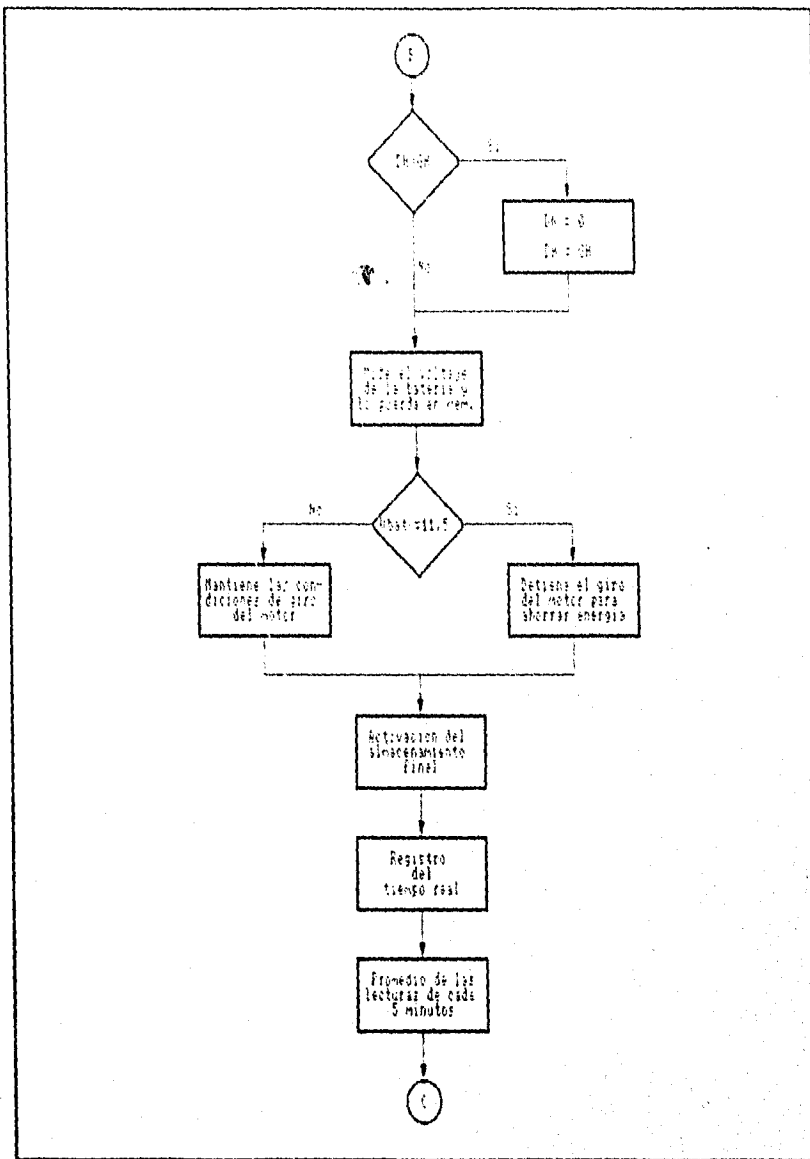 Si
No
Mide el voltaje
de la bateria y
lo guarda en mem.
No
Si
Mantiene las con-
diciones de giro
del motor
Detiene el giro
del motor para
ahorrar energia
Activacion del
almacenamiento
final
Registro
del
tiempo real
Promedio de las
lecturas de cada
5 minutos
C